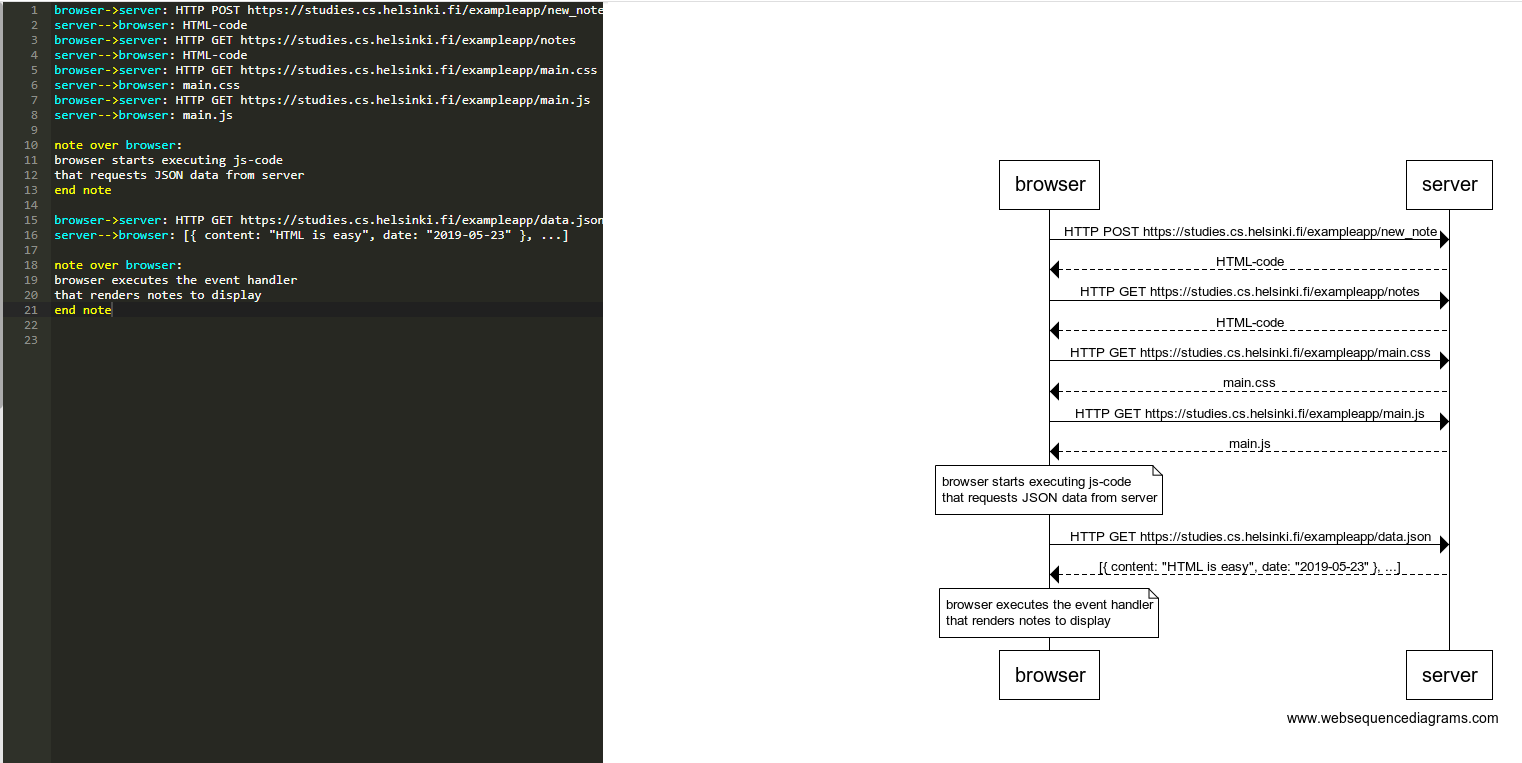 1 browser->server: HTTP POST https://studies.cs.helsinki.fi/exampleapp/new_note
2 server-->browser: HTML-code
3 browser->server: HTTP GET https://studies.cs.helsinki.fi/exampleapp/notes
4 server-->browser: HTML-code
5 browser->server: HTTP GET https://studies.cs.helsinki.fi/exampleapp/main.css
6 server-->browser: main.css
7 browser->server: HTTP GET https://studies.cs.helsinki.fi/exampleapp/main.js
8 server-->browser: main.js
9
10 note over browser:
11 browser starts executing js-code
12 that requests JSON data from server
13 end note
14
15 browser->server: HTTP GET https://studies.cs.helsinki.fi/exampleapp/data.json
16 server-->browser: [{ content: "HTML is easy", date: "2019-05-23" }, ...]
17
18 note over browser:
19 browser executes the event handler
20 that renders notes to display
21 end note
22
23
browser server
HTTP POST https://studies.cs.helsinki.fi/exampleapp/new_note
HTML-code
HTTP GET https://studies.cs.helsinki.fi/exampleapp/notes
HTML-code
HTTP GET https://studies.cs.helsinki.fi/exampleapp/main.css
main.css
HTTP GET https://studies.cs.helsinki.fi/exampleapp/main.js
main.js
browser starts executing js-code
that requests JSON data from server
HTTP GET https://studies.cs.helsinki.fi/exampleapp/data.json
[{ content: "HTML is easy", date: "2019-05-23" }, ...]
browser executes the event handler
that renders notes to display
browser server
www.websequencediagrams.com